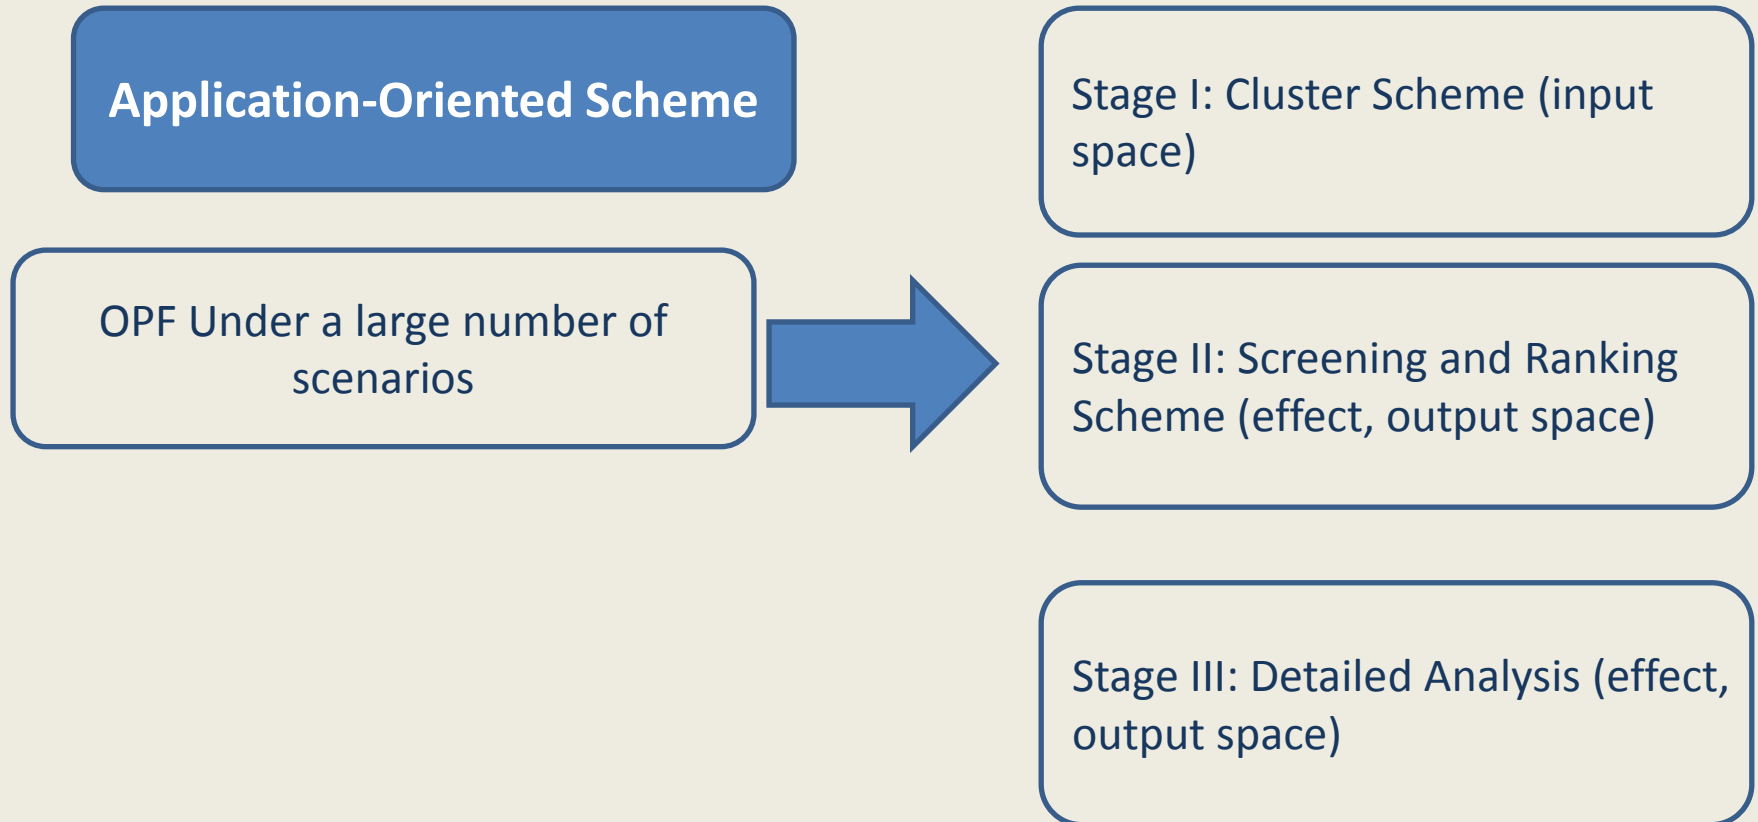 Application-Oriented Scheme
OPF Under a large number of
scenarios
Stage I: Cluster Scheme (input
space)
Stage II: Screening and Ranking
Scheme (effect, output space)
Stage III: Detailed Analysis (effect,
output space)